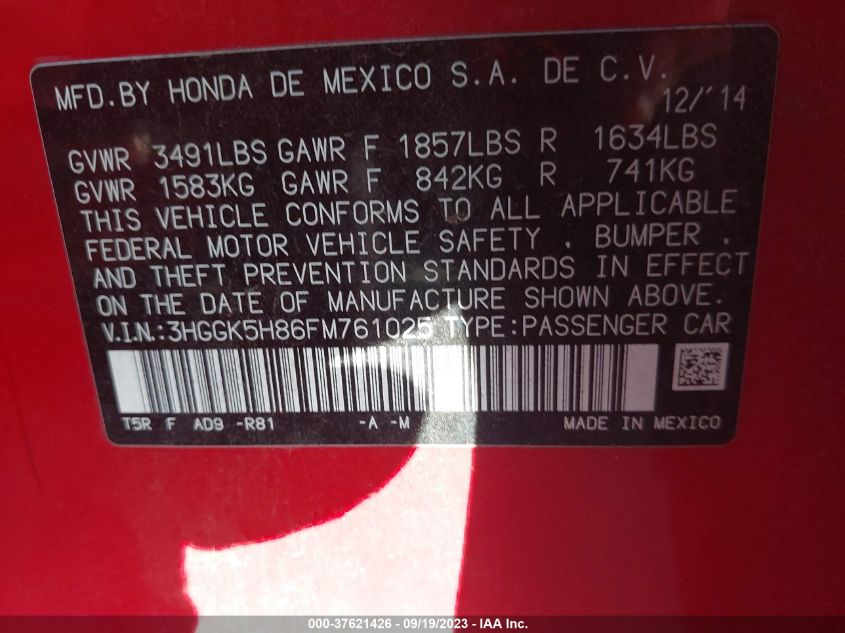 MFD.BY HONDA DE MEXICO S.A. DE C.V.
12/'14
GVWR 3491LBS GAWR F 1857LBS R 1634LBS
GVWR 1583KG GAWR F 842KG R 741KG
THIS VEHICLE CONFORMS TO ALL APPLICABLE
FEDERAL MOTOR VEHICLE SAFETY , BUMPER ,
AND THEFT PREVENTION STANDARDS IN EFFECT
ON THE DATE OF MANUFACTURE SHOWN ABOVE.
V.I.N.:3HGGK5H86FM761025 TYPE:PASSENGER CAR
T5R F AD9 -R81 -A -M MADE IN MEXICO
000-37621426 - 09/19/2023 - IAA Inc.